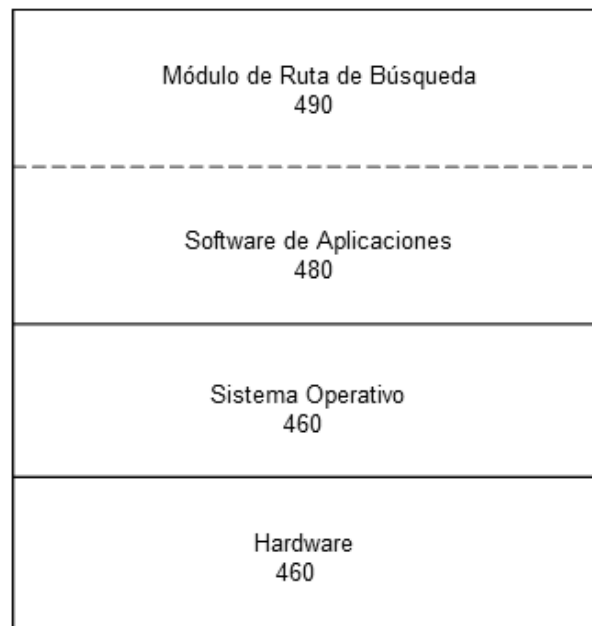 Módulo de Ruta de Búsqueda
490
Software de Aplicaciones
480
Sistema Operativo
460
Hardware
460